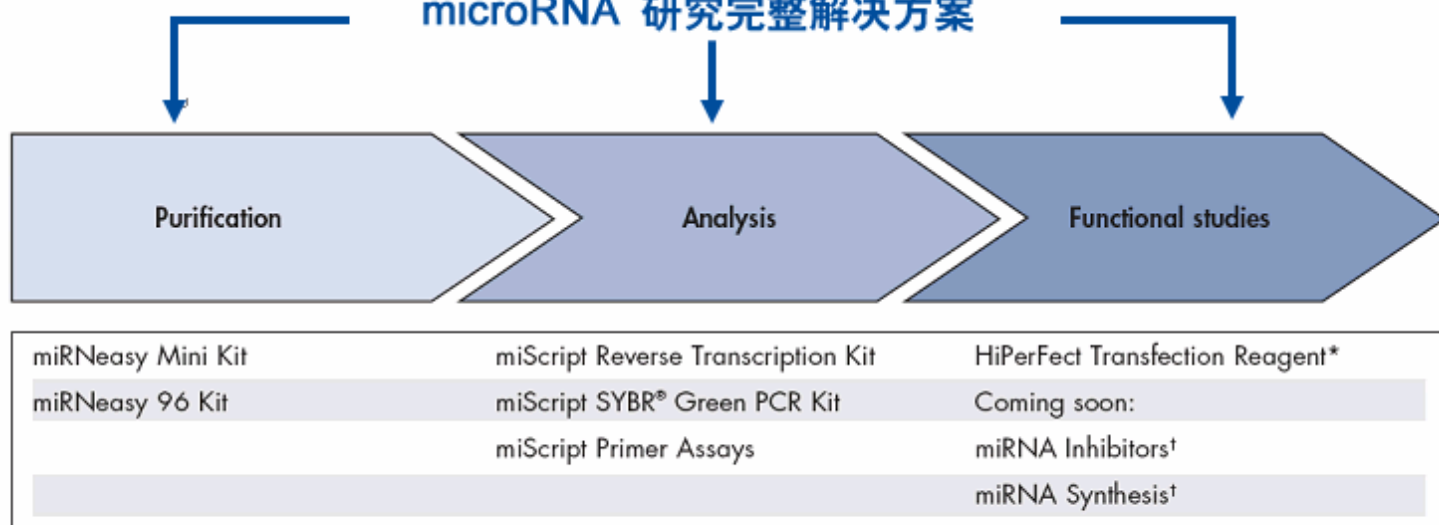 microRNA 研究完整解决方案
Purification
Analysis
Functional studies
miRNeasy Mini Kit
miScript Reverse Transcription Kit
HiPerFect Transfection Reagent*
miRNeasy 96 Kit
miScript SYBR® Green PCR Kit
Coming soon:
miScript Primer Assays
miRNA Inhibitors†
miRNA Synthesis†